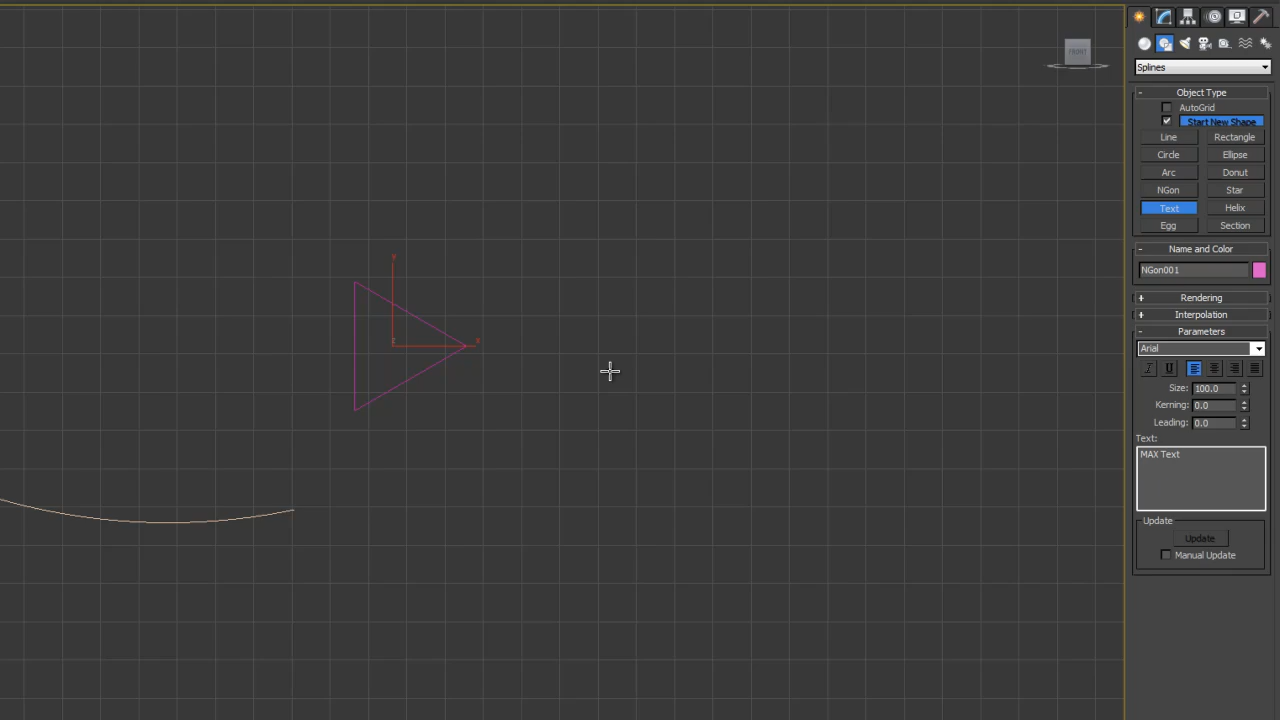 FRONT
Splines
- Object Type
AutoGrid
Start New Shape
Line Rectangle
Circle Ellipse
Arc Donut
NGon Star
Text Helix
Egg Section
- Name and Color
NGon001
+ Rendering
+ Interpolation
- Parameters
Arial
I U
Size: 100.0
Kerning: 0.0
Leading: 0.0
Text:
MAX Text
Update
Update
Manual Update